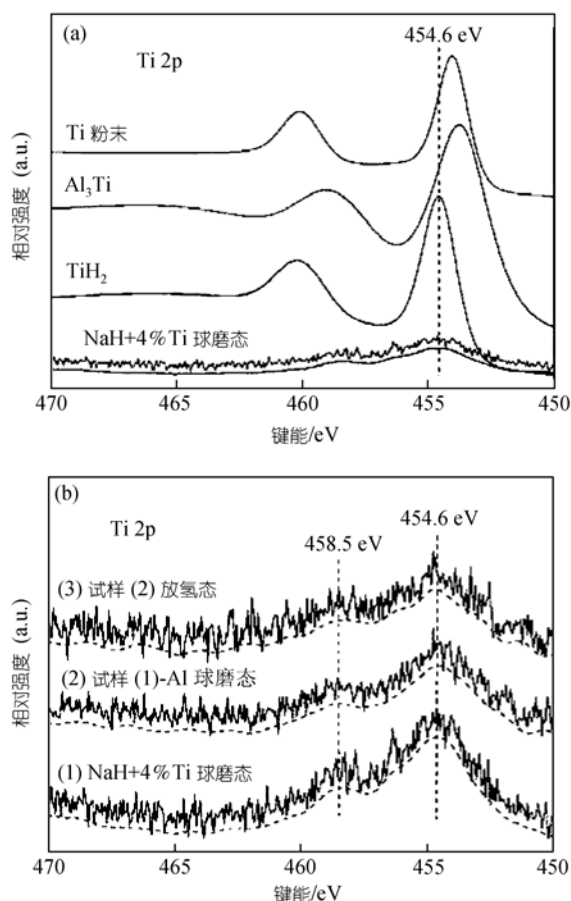 (a)
454.6 eV
Ti 2p
Ti 粉末
Al₃Ti
TiH₂
NaH+4%Ti 球磨态
相对强度 (a.u.)
470 465 460 455 450
键能/eV
(b)
Ti 2p
458.5 eV
454.6 eV
(3) 试样 (2) 放氢态
(2) 试样 (1)-Al 球磨态
(1) NaH+4%Ti 球磨态
相对强度 (a.u.)
470 465 460 455 450
键能/eV